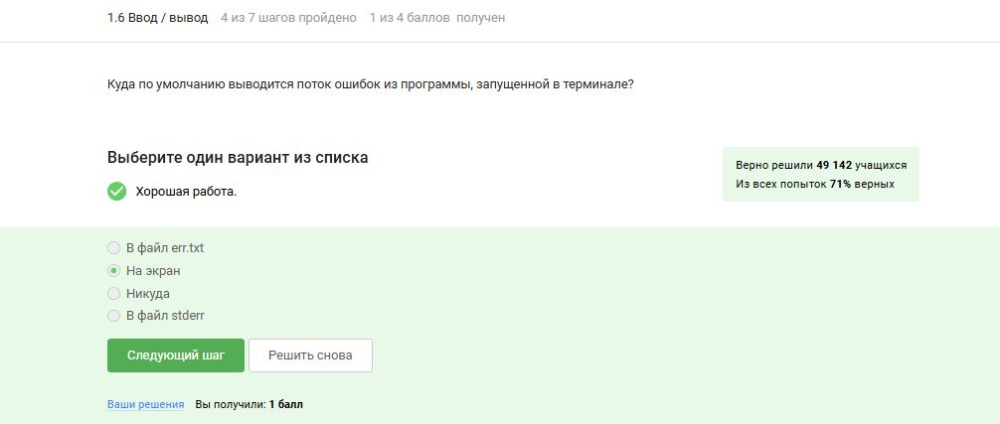 1.6 Ввод / вывод 4 из 7 шагов пройдено 1 из 4 баллов получен
Куда по умолчанию выводится поток ошибок из программы, запущенной в терминале?
Выберите один вариант из списка
Хорошая работа.
Верно решили 49 142 учащихся
Из всех попыток 71% верных
В файл err.txt
На экран
Никуда
В файл stderr
Следующий шаг Решить снова
Ваши решения Вы получили: 1 балл